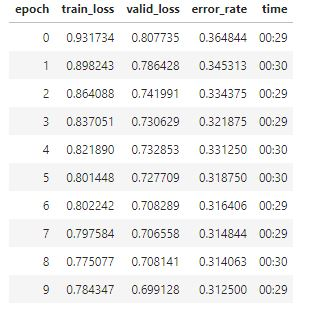 epoch train_loss valid_loss error_rate time
0 0.931734 0.807735 0.364844 00:29
1 0.898243 0.786428 0.345313 00:30
2 0.864088 0.741991 0.334375 00:29
3 0.837051 0.730629 0.321875 00:29
4 0.821890 0.732853 0.331250 00:30
5 0.801448 0.727709 0.318750 00:30
6 0.802242 0.708289 0.316406 00:29
7 0.797584 0.706558 0.314844 00:29
8 0.775077 0.708141 0.314063 00:30
9 0.784347 0.699128 0.312500 00:29